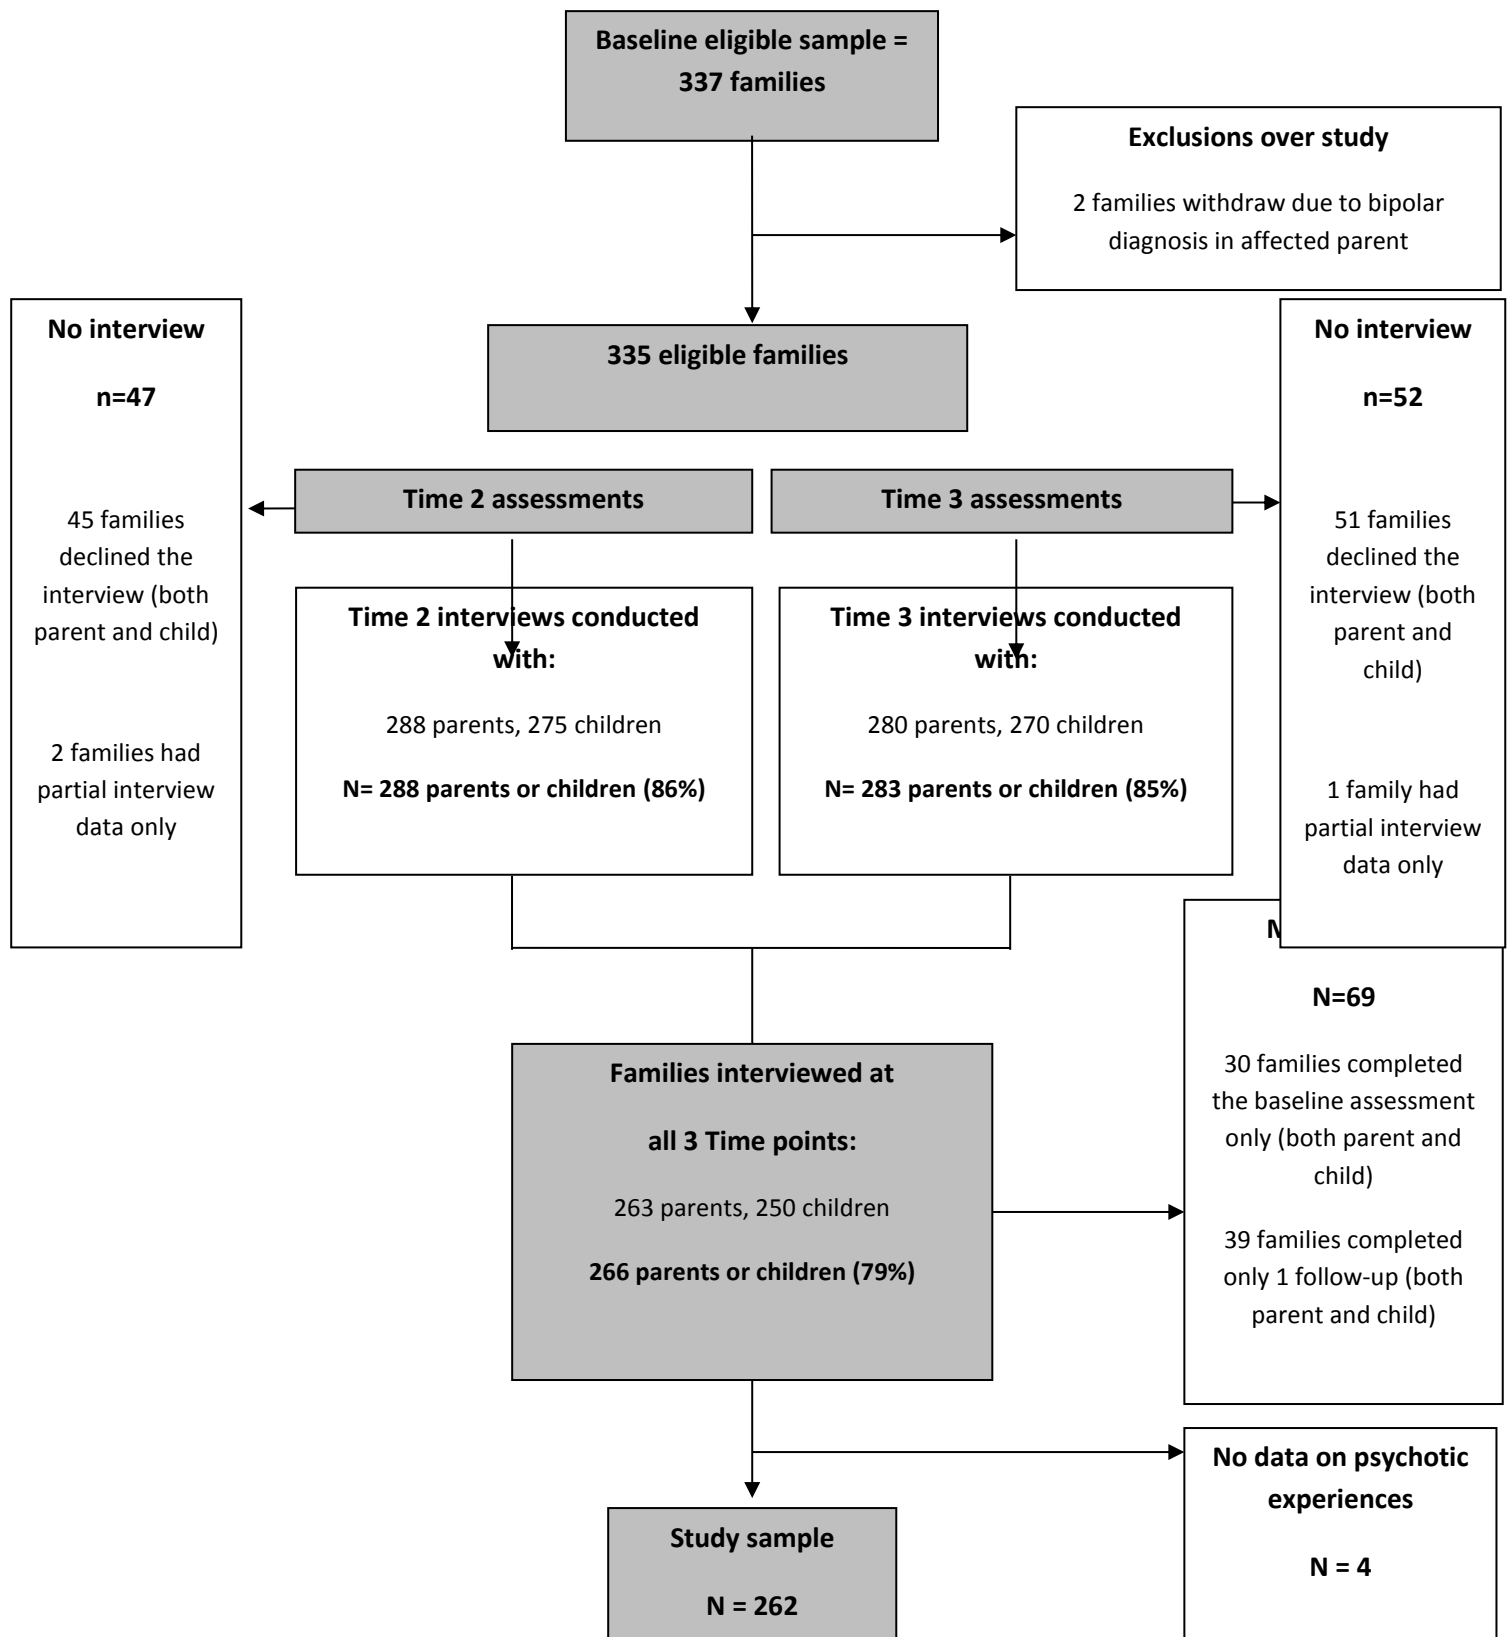 Baseline eligible sample =
337 families
Exclusions over study
2 families withdraw due to bipolar
diagnosis in affected parent
335 eligible families
No interview
n=47
45 families
declined the
interview (both
parent and child)
2 families had
partial interview
data only
Time 2 assessments
Time 3 assessments
No interview
n=52
51 families
declined the
interview (both
parent and
child)
1 family had
partial interview
data only
Time 2 interviews conducted
with:
288 parents, 275 children
N= 288 parents or children (86%)
Time 3 interviews conducted
with:
280 parents, 270 children
N= 283 parents or children (85%)
Families interviewed at
all 3 Time points:
263 parents, 250 children
266 parents or children (79%)
N=69
30 families completed
the baseline assessment
only (both parent and
child)
39 families completed
only 1 follow-up (both
parent and child)
No data on psychotic
experiences
N = 4
Study sample
N = 262